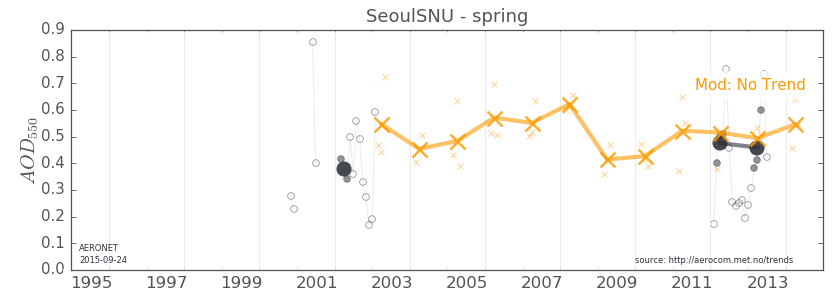 SeoulSNU - spring
0.9
0.8
0.7
0.6
0.5
0.4
0.3
0.2
0.1
0.0
AOD550
Mod: No Trend
AERONET
2015-09-24
source: http://aerocom.met.no/trends
1995 1997 1999 2001 2003 2005 2007 2009 2011 2013